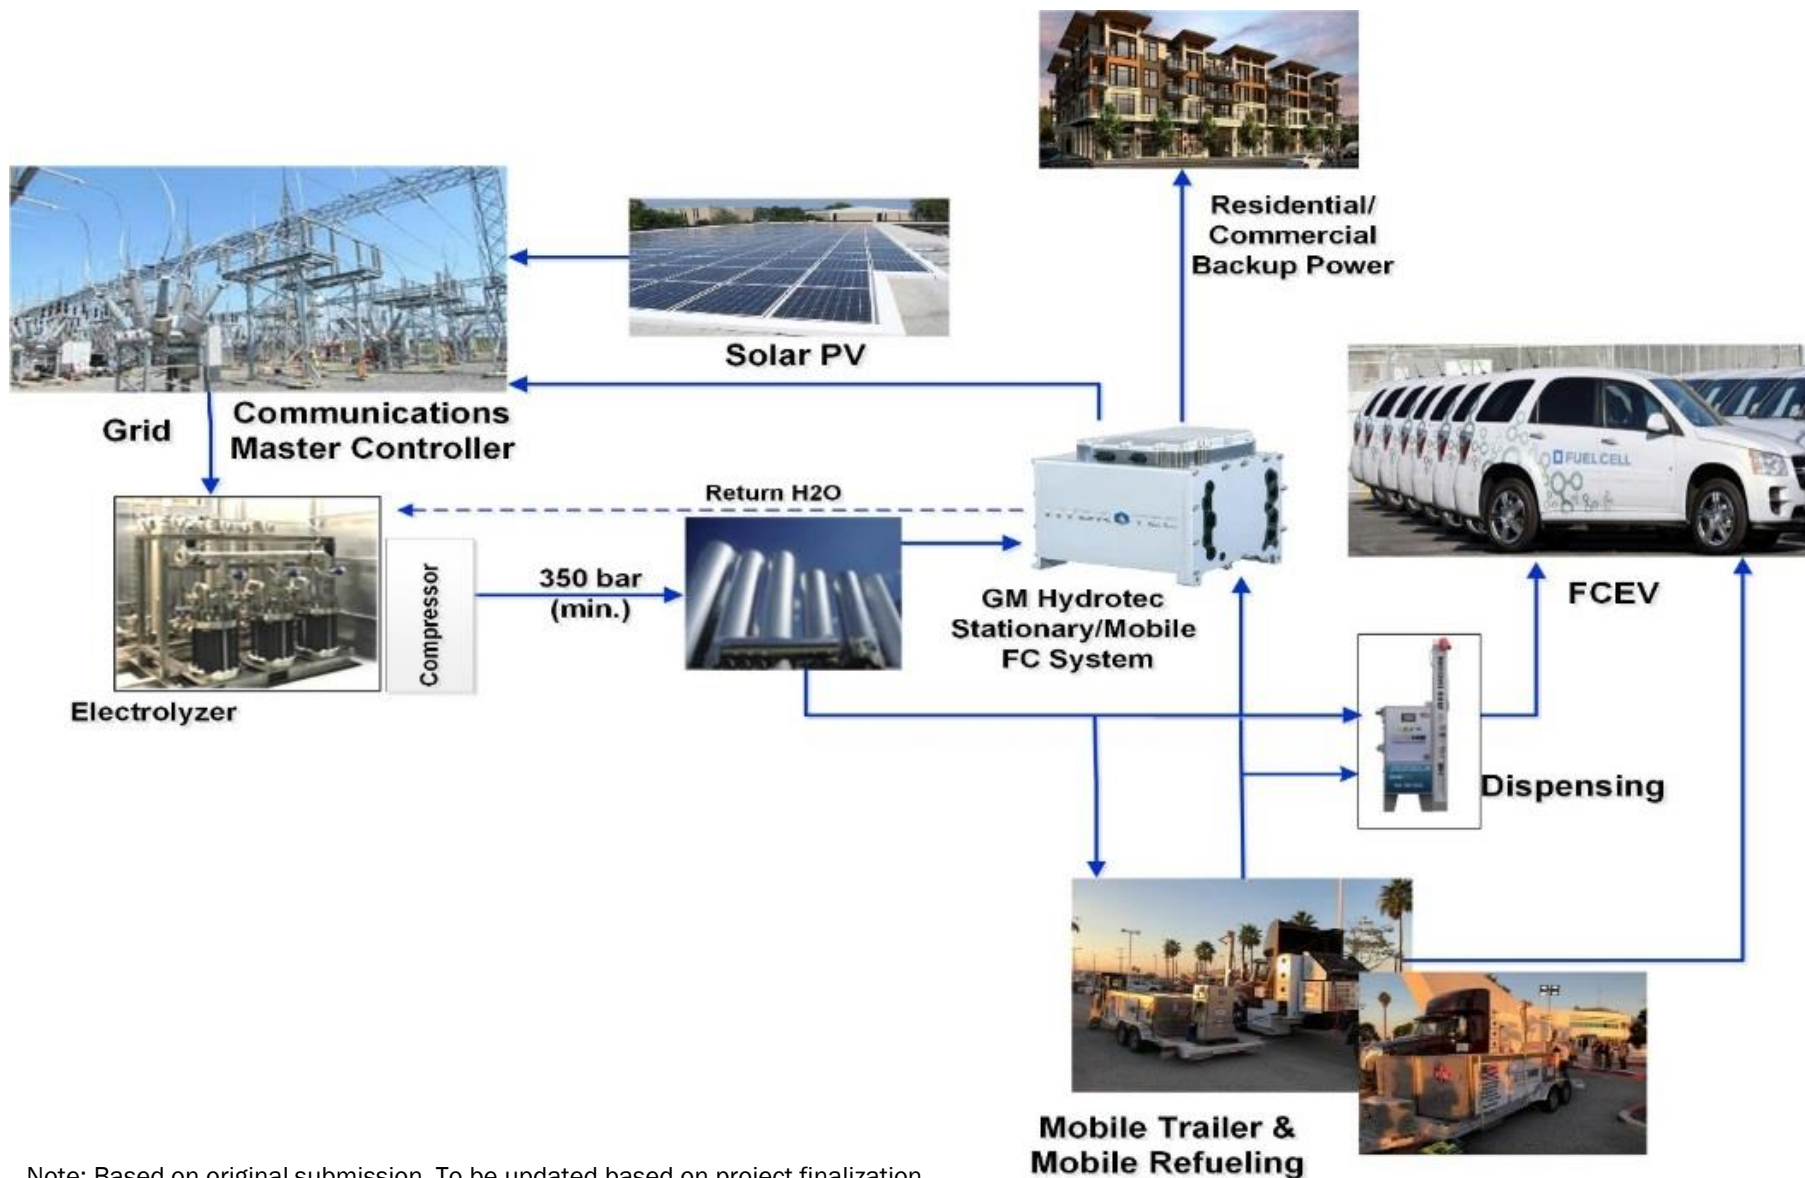 Residential/
Commercial
Backup Power
Solar PV
Grid
Communications
Master Controller
Return H2O
FUEL CELL
350 bar
(min.)
Compressor
GM Hydrotec
Stationary/Mobile
FC System
FCEV
Electrolyzer
Dispensing
Mobile Trailer &
Mobile Refueling
Note: Based on original submission. To be updated based on project finalization